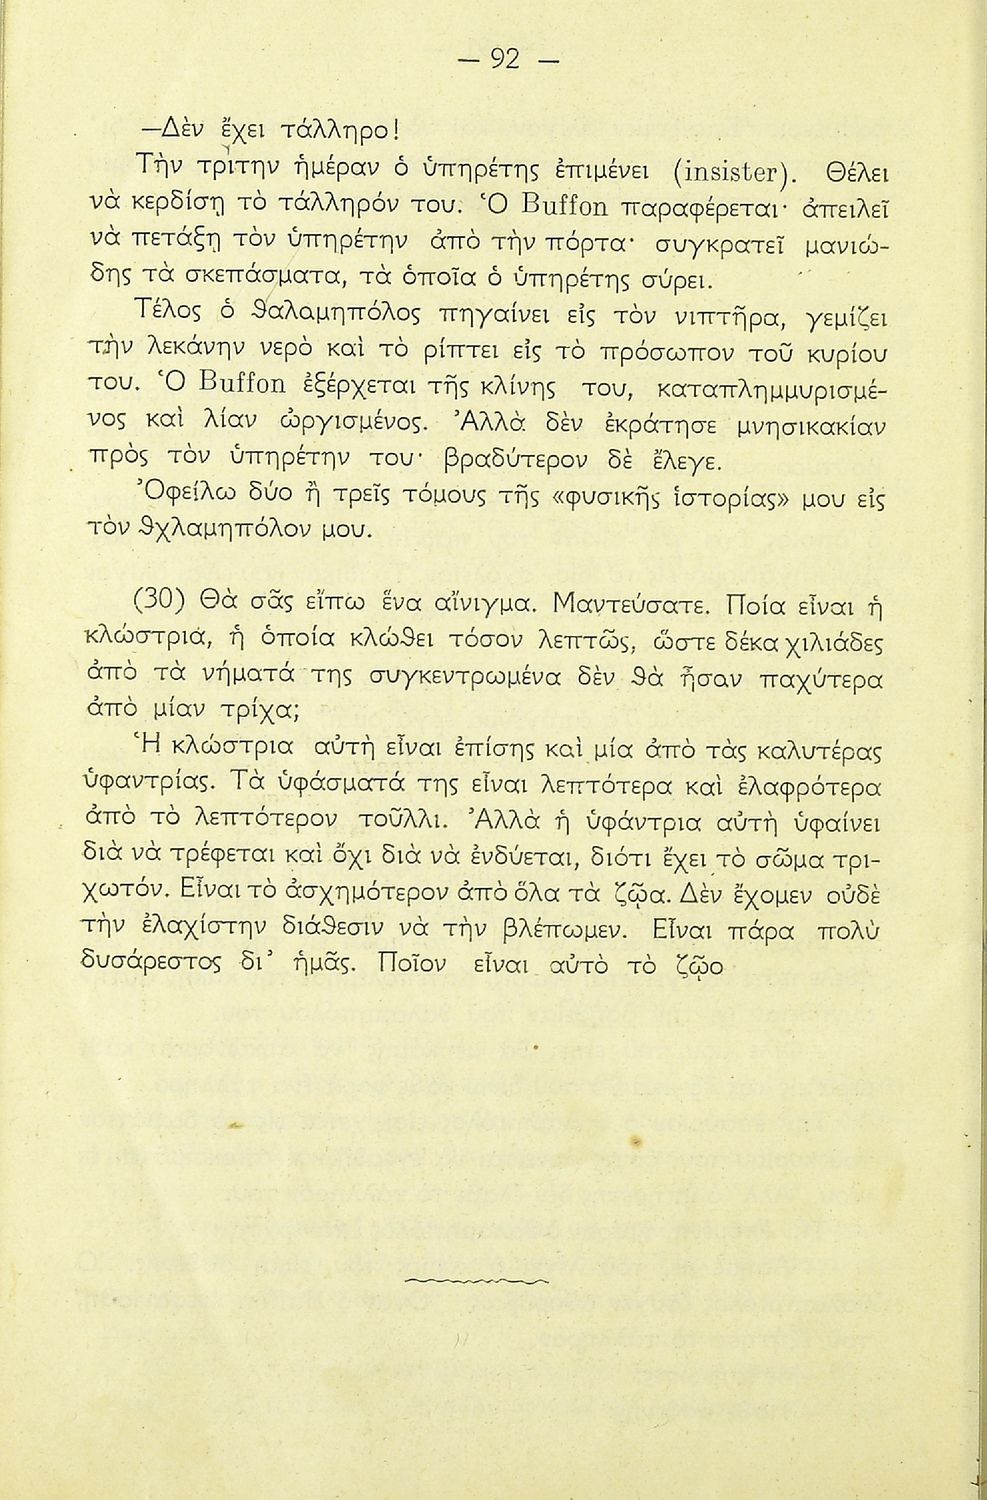 — 92 —
—Δὲν ἔχει τάλληρο!
Τὴν τρίτην ἡμέραν ὁ ὑπηρέτης ἐπιμένει (insister). Θέλει
νὰ κερδίσῃ τὸ τάλληρόν του. Ὁ Buffon παραφέρεται· ἀπειλεῖ
νὰ πετάξῃ τὸν ὑπηρέτην ἀπὸ τὴν πόρτα· συγκρατεῖ μανιώ-
δης τὰ σκεπάσματα, τὰ ὁποῖα ὁ ὑπηρέτης σύρει.
Τέλος ὁ ϑαλαμηπόλος πηγαίνει εἰς τὸν νιπτῆρα, γεμίζει
τὴν λεκάνην νερὸ καὶ τὸ ρίπτει εἰς τὸ πρόσωπον τοῦ κυρίου
του. Ὁ Buffon ἐξέρχεται τῆς κλίνης του, καταπλημμυρισμέ-
νος καὶ λίαν ὠργισμένος. Ἀλλὰ δὲν ἐκράτησε μνησικακίαν
πρὸς τὸν ὑπηρέτην του· βραδύτερον δὲ ἔλεγε.
Ὀφείλω δύο ἢ τρεῖς τόμους τῆς «φυσικῆς ἱστορίας» μου εἰς
τὸν ϑχλαμηπόλον μου.
(30) Θὰ σᾶς εἴπω ἕνα αἴνιγμα. Μαντεύσατε. Ποία εἶναι ἡ
κλώστρια, ἡ ὁποία κλώϑει τόσον λεπτῶς, ὥστε δέκα χιλιάδες
ἀπὸ τὰ νήματά της συγκεντρωμένα δὲν ϑὰ ἦσαν παχύτερα
ἀπὸ μίαν τρίχα;
Ἡ κλώστρια αὐτὴ εἶναι ἐπίσης καὶ μία ἀπὸ τὰς καλυτέρας
ὑφαντρίας. Τὰ ὑφάσματά της εἶναι λεπτότερα καὶ ἐλαφρότερα
ἀπὸ τὸ λεπτότερον τοῦλλι. Ἀλλὰ ἡ ὑφάντρια αὐτὴ ὑφαίνει
διὰ νὰ τρέφεται καὶ ὄχι διὰ νὰ ἐνδύεται, διότι ἔχει τὸ σῶμα τρι-
χωτόν. Εἶναι τὸ ἀσχημότερον ἀπὸ ὅλα τὰ ζῷα. Δὲν ἔχομεν οὐδὲ
τὴν ἐλαχίστην διάϑεσιν νὰ τὴν βλέπωμεν. Εἶναι πάρα πολὺ
δυσάρεστος δι᾽ ἡμᾶς. Ποῖον εἶναι αὐτὸ τὸ ζῷο